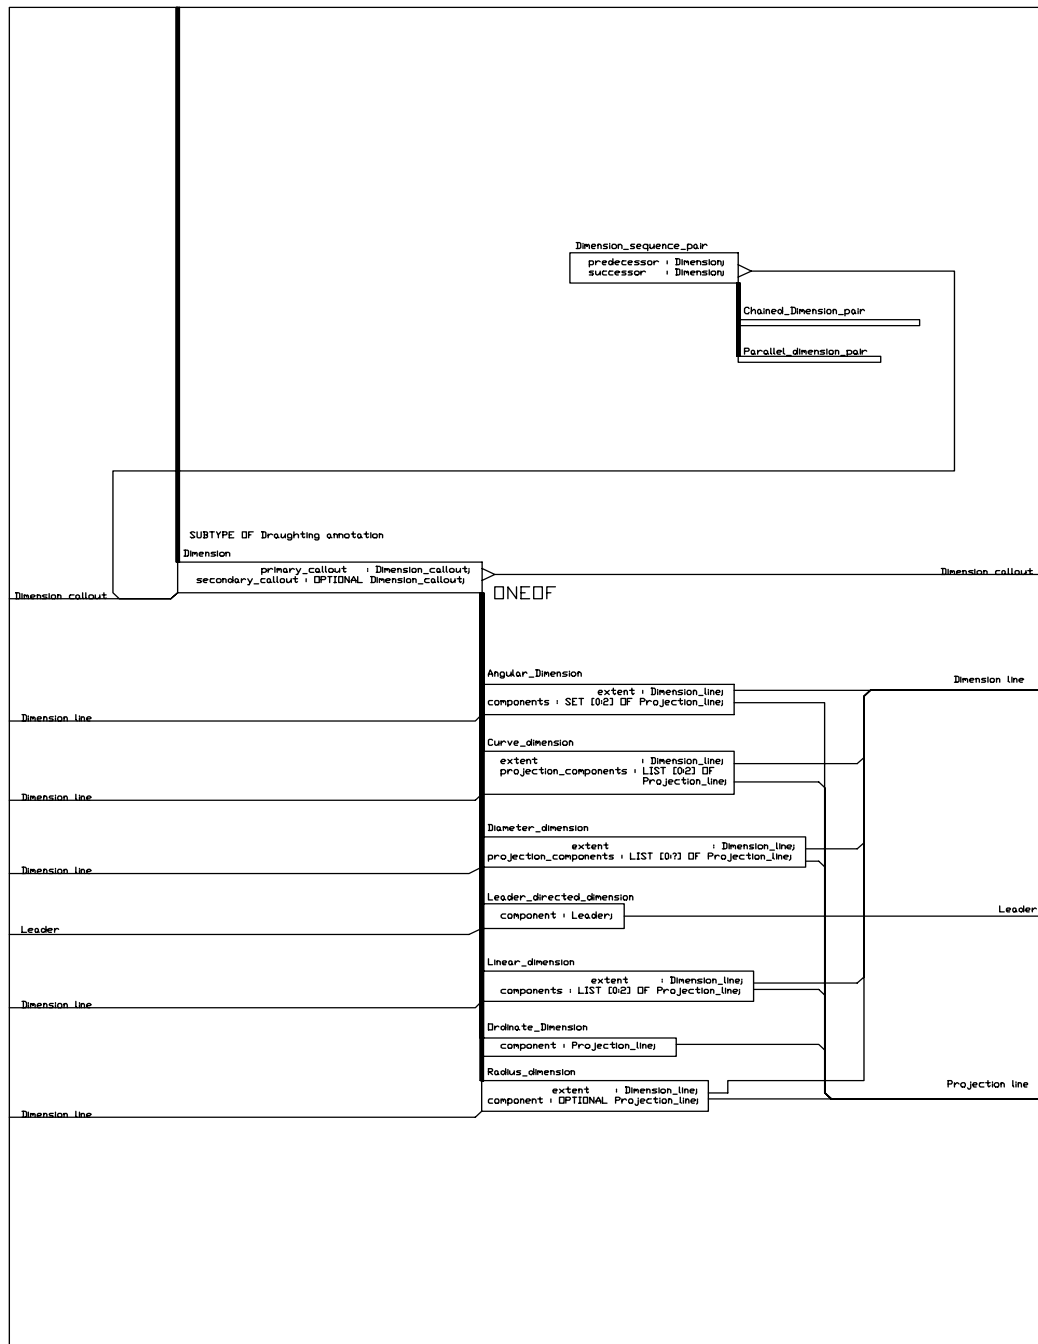 Dimension_sequence_pair
predecessor : Dimension;
successor : Dimension;
Chained_Dimension_pair
Parallel_dimension_pair
SUBTYPE OF Draughting annotation
Dimension
primary_callout : Dimension_callout;
secondary_callout : OPTIONAL Dimension_callout;
Dimension callout
Dimension callout
ONEOF
Angular_Dimension
Dimension line
extent : Dimension_line;
components : SET [0:2] OF Projection_line;
Dimension line
Curve_dimension
extent : Dimension_line;
projection_components : LIST [0:2] OF
Projection_line;
Dimension line
Diameter_dimension
extent : Dimension_line;
projection_components : LIST [0:?] OF Projection_line;
Dimension line
Leader_directed_dimension
component : Leader;
Leader
Leader
Linear_dimension
extent : Dimension_line;
components : LIST [0:2] OF Projection_line;
Dimension line
Ordinate_Dimension
component : Projection_line;
Radius_dimension
extent : Dimension_line;
component : OPTIONAL Projection_line;
Projection line
Dimension line